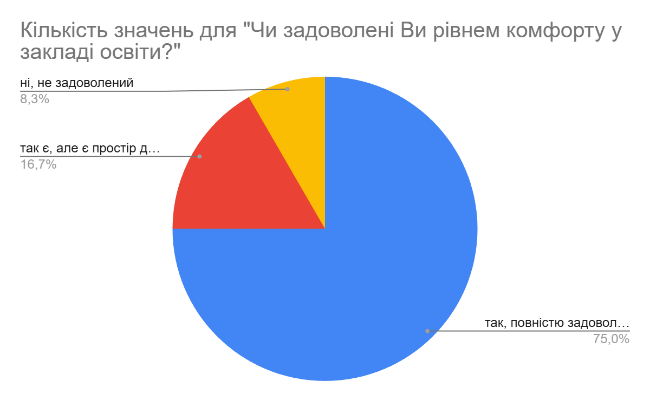 Кількість значень для "Чи задоволені Ви рівнем комфорту у
закладі освіти?"
ні, не задоволений
8,3%
так є, але є простір д…
16,7%
так, повністю задовол…
75,0%